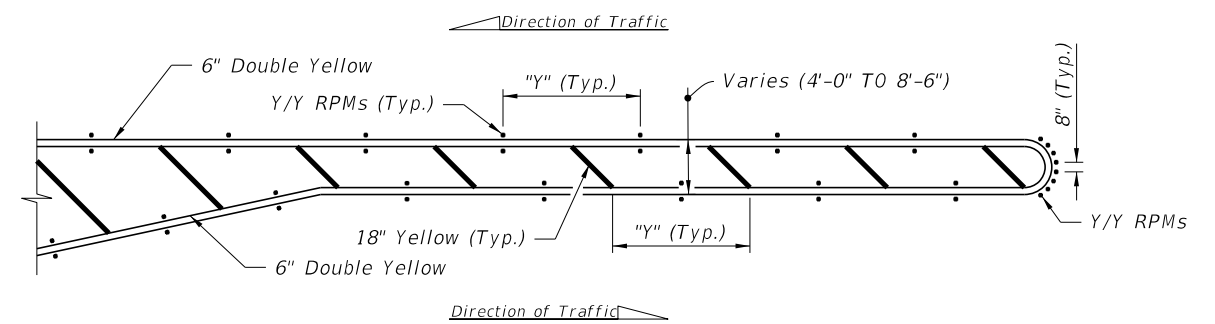 Direction of Traffic
6" Double Yellow
"Y" (Typ.)
Varies (4'-0" TO 8'-6")
8" (Typ.)
Y/Y RPMs (Typ.)
18" Yellow (Typ.)
"Y" (Typ.)
Y/Y RPMs
6" Double Yellow
Direction of Traffic